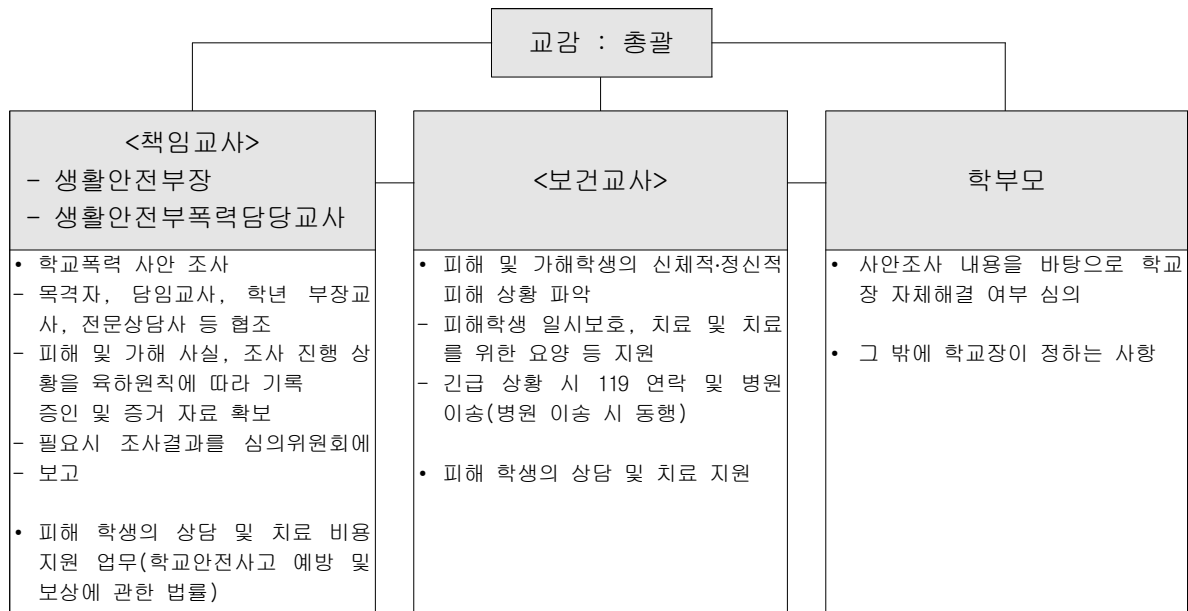 교감 : 총괄
<책임교사>
- 생활안전부장
- 생활안전부폭력담당교사
• 학교폭력 사안 조사
- 목격자, 담임교사, 학년 부장교
사, 전문상담사 등 협조
- 피해 및 가해 사실, 조사 진행 상
황을 육하원칙에 따라 기록
증인 및 증거 자료 확보
- 필요시 조사결과를 심의위원회에
- 보고
• 피해 학생의 상담 및 치료 비용
지원 업무(학교안전사고 예방 및
보상에 관한 법률)
<보건교사>
• 피해 및 가해학생의 신체적·정신적
피해 상황 파악
- 피해학생 일시보호, 치료 및 치료
를 위한 요양 등 지원
- 긴급 상황 시 119 연락 및 병원
이송(병원 이송 시 동행)
• 피해 학생의 상담 및 치료 지원
학부모
• 사안조사 내용을 바탕으로 학교
장 자체해결 여부 심의
• 그 밖에 학교장이 정하는 사항